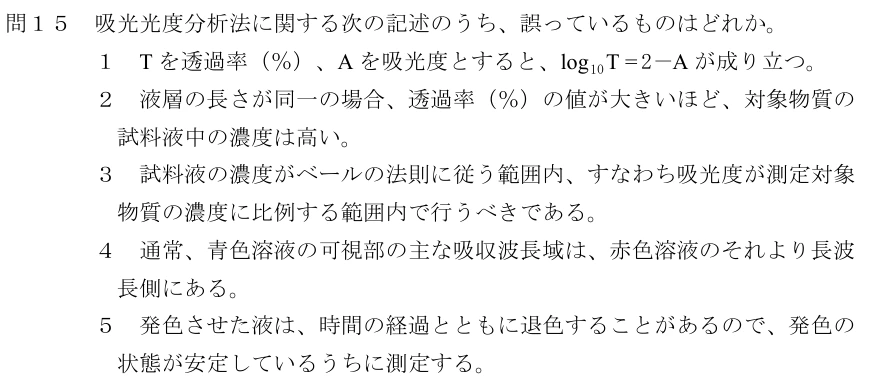 問１５　吸光光度分析法に関する次の記述のうち、誤っているものはどれか。
１　Tを透過率（%）、Aを吸光度とすると、log₁₀T=2－Aが成り立つ。
２　液層の長さが同一の場合、透過率（%）の値が大きいほど、対象物質の
試料液中の濃度は高い。
３　試料液の濃度がベールの法則に従う範囲内、すなわち吸光度が測定対象
物質の濃度に比例する範囲内で行うべきである。
４　通常、青色溶液の可視部の主な吸収波長域は、赤色溶液のそれより長波
長側にある。
５　発色させた液は、時間の経過とともに退色することがあるので、発色の
状態が安定しているうちに測定する。